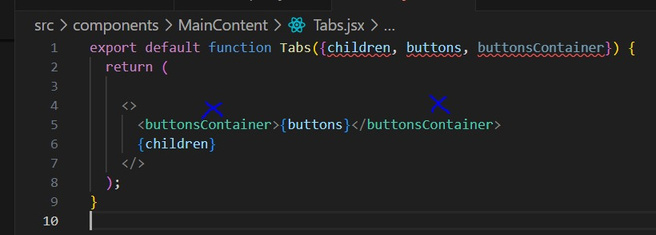 src > components > MainContent > Tabs.jsx > ...
1 export default function Tabs({children, buttons, buttonsContainer}) {
2 return (
3
4 <>
5 <buttonsContainer>{buttons}</buttonsContainer>
6 {children}
7 </>
8 );
9 }
10